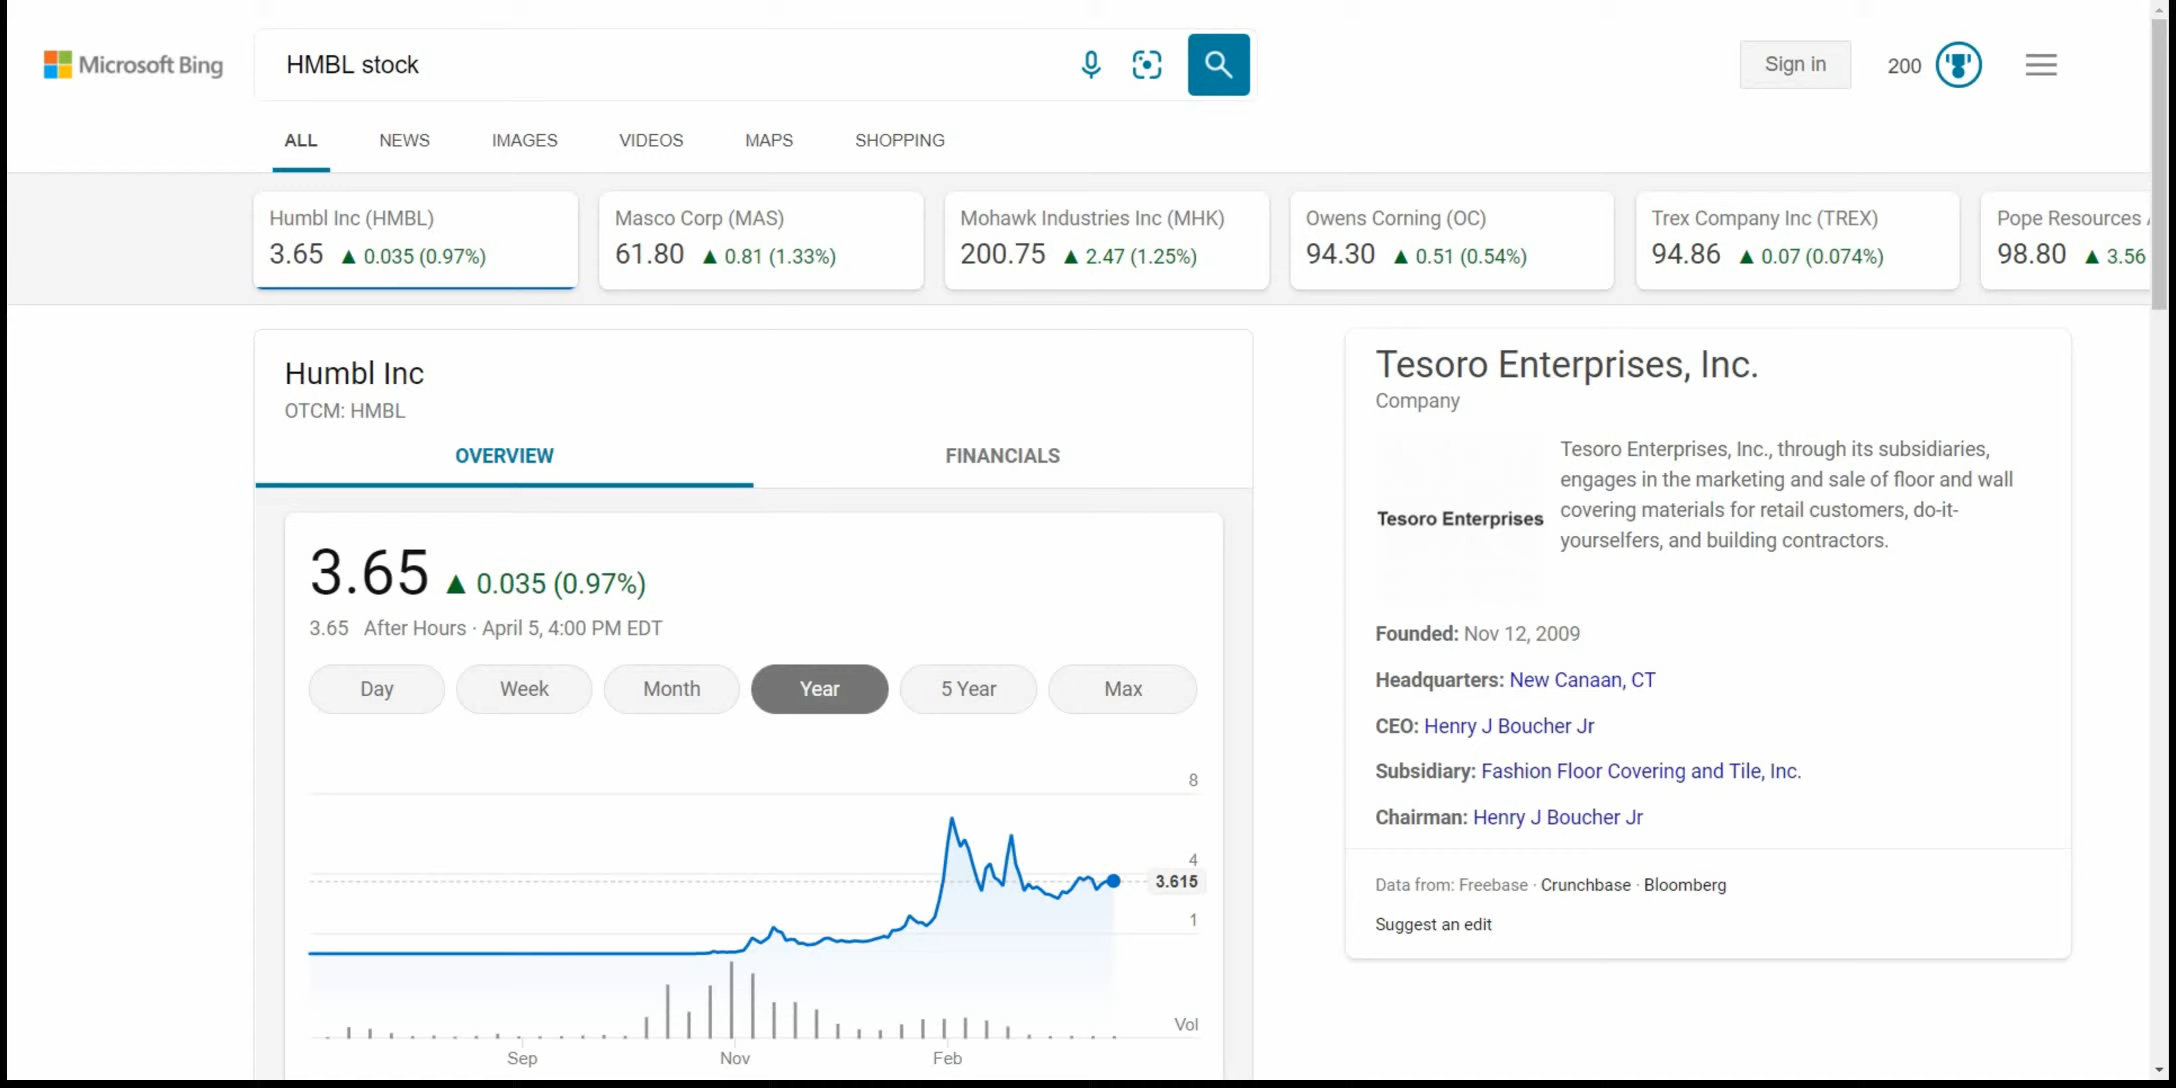 Microsoft Bing
HMBL stock
Sign in
200
ALL
NEWS
IMAGES
VIDEOS
MAPS
SHOPPING
Humbl Inc (HMBL)
3.65 ▲ 0.035 (0.97%)
Masco Corp (MAS)
61.80 ▲ 0.81 (1.33%)
Mohawk Industries Inc (MHK)
200.75 ▲ 2.47 (1.25%)
Owens Corning (OC)
94.30 ▲ 0.51 (0.54%)
Trex Company Inc (TREX)
94.86 ▲ 0.07 (0.074%)
Pope Resources
98.80 ▲ 3.56
Humbl Inc
OTCM: HMBL
OVERVIEW
FINANCIALS
3.65 ▲ 0.035 (0.97%)
3.65 After Hours · April 5, 4:00 PM EDT
Day
Week
Month
Year
5 Year
Max
8
4
3.615
1
Vol
Sep
Nov
Feb
Tesoro Enterprises, Inc.
Company
Tesoro Enterprises
Tesoro Enterprises, Inc., through its subsidiaries,
engages in the marketing and sale of floor and wall
covering materials for retail customers, do-it-
yourselfers, and building contractors.
Founded: Nov 12, 2009
Headquarters: New Canaan, CT
CEO: Henry J Boucher Jr
Subsidiary: Fashion Floor Covering and Tile, Inc.
Chairman: Henry J Boucher Jr
Data from: Freebase · Crunchbase · Bloomberg
Suggest an edit